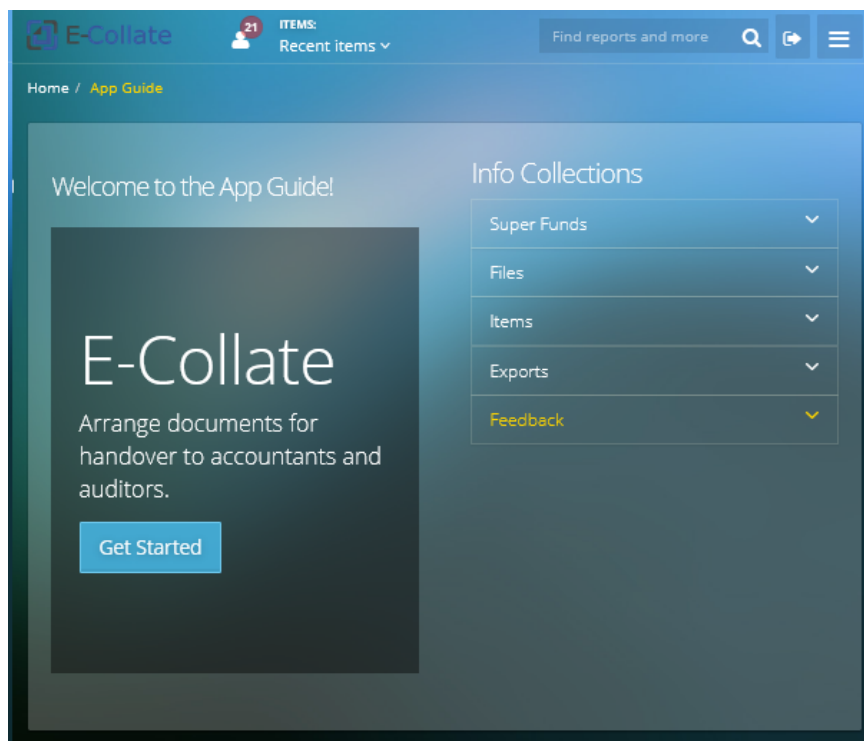 E-Collate
21
ITEMS:
Recent items
Find reports and more
Home / App Guide
Welcome to the App Guide!
E-Collate
Arrange documents for
handover to accountants and
auditors.
Get Started
Info Collections
Super Funds
Files
Items
Exports
Feedback